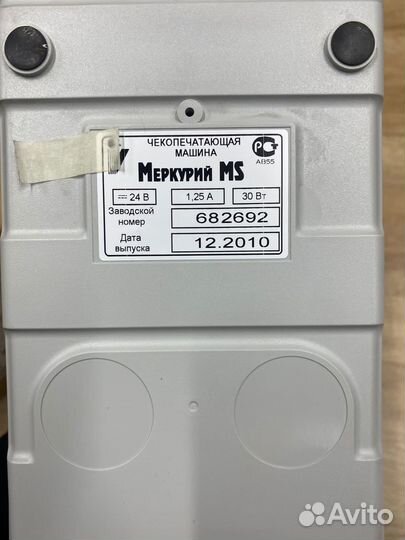 ЧЕКОПЕЧАТАЮЩАЯ
МАШИНА
АВ55
МЕРКУРИЙ MS
24 В 1,25 А 30 Вт
Заводской
номер 682692
Дата
выпуска 12.2010
Avito